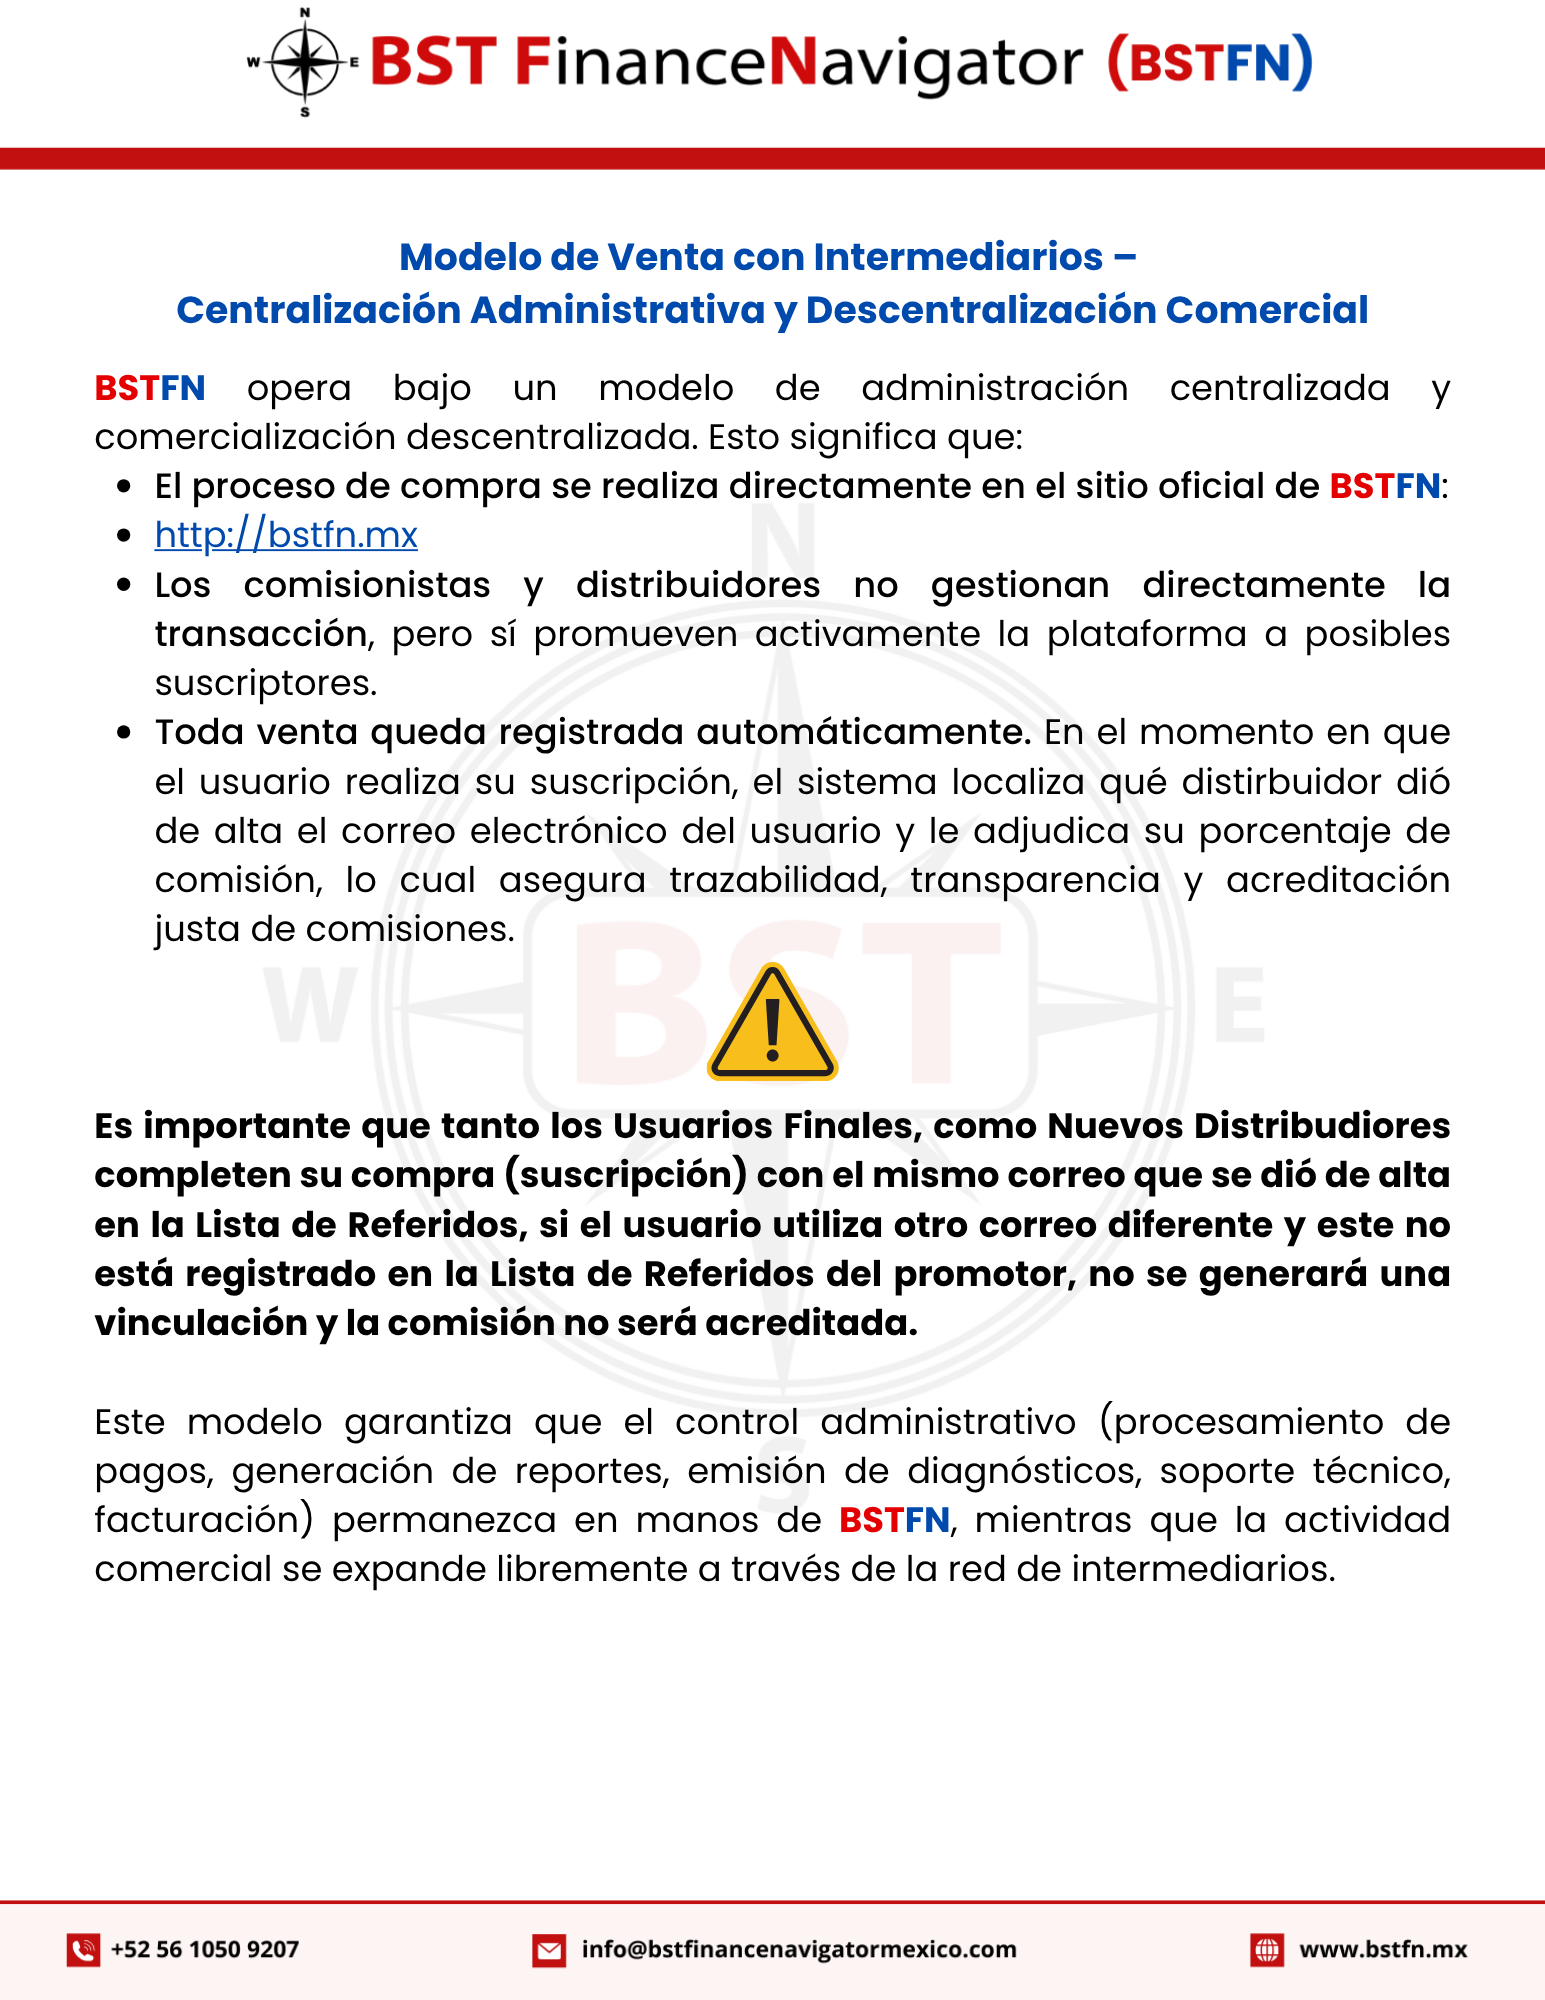 N
W E BST FinanceNavigator (BSTFN)
S
Modelo de Venta con Intermediarios –
Centralización Administrativa y Descentralización Comercial
BSTFN opera bajo un modelo de administración centralizada y
comercialización descentralizada. Esto significa que:
• El proceso de compra se realiza directamente en el sitio oficial de BSTFN:
• http://bstfn.mx
• Los comisionistas y distribuidores no gestionan directamente la
transacción, pero sí promueven activamente la plataforma a posibles
suscriptores.
• Toda venta queda registrada automáticamente. En el momento en que
el usuario realiza su suscripción, el sistema localiza qué distirbuidor dió
de alta el correo electrónico del usuario y le adjudica su porcentaje de
comisión, lo cual asegura trazabilidad, transparencia y acreditación
justa de comisiones.
N
W BST E
S
Es importante que tanto los Usuarios Finales, como Nuevos Distribudiores
completen su compra (suscripción) con el mismo correo que se dió de alta
en la Lista de Referidos, si el usuario utiliza otro correo diferente y este no
está registrado en la Lista de Referidos del promotor, no se generará una
vinculación y la comisión no será acreditada.
Este modelo garantiza que el control administrativo (procesamiento de
pagos, generación de reportes, emisión de diagnósticos, soporte técnico,
facturación) permanezca en manos de BSTFN, mientras que la actividad
comercial se expande libremente a través de la red de intermediarios.
+52 56 1050 9207 info@bstfinancenavigatormexico.com www.bstfn.mx